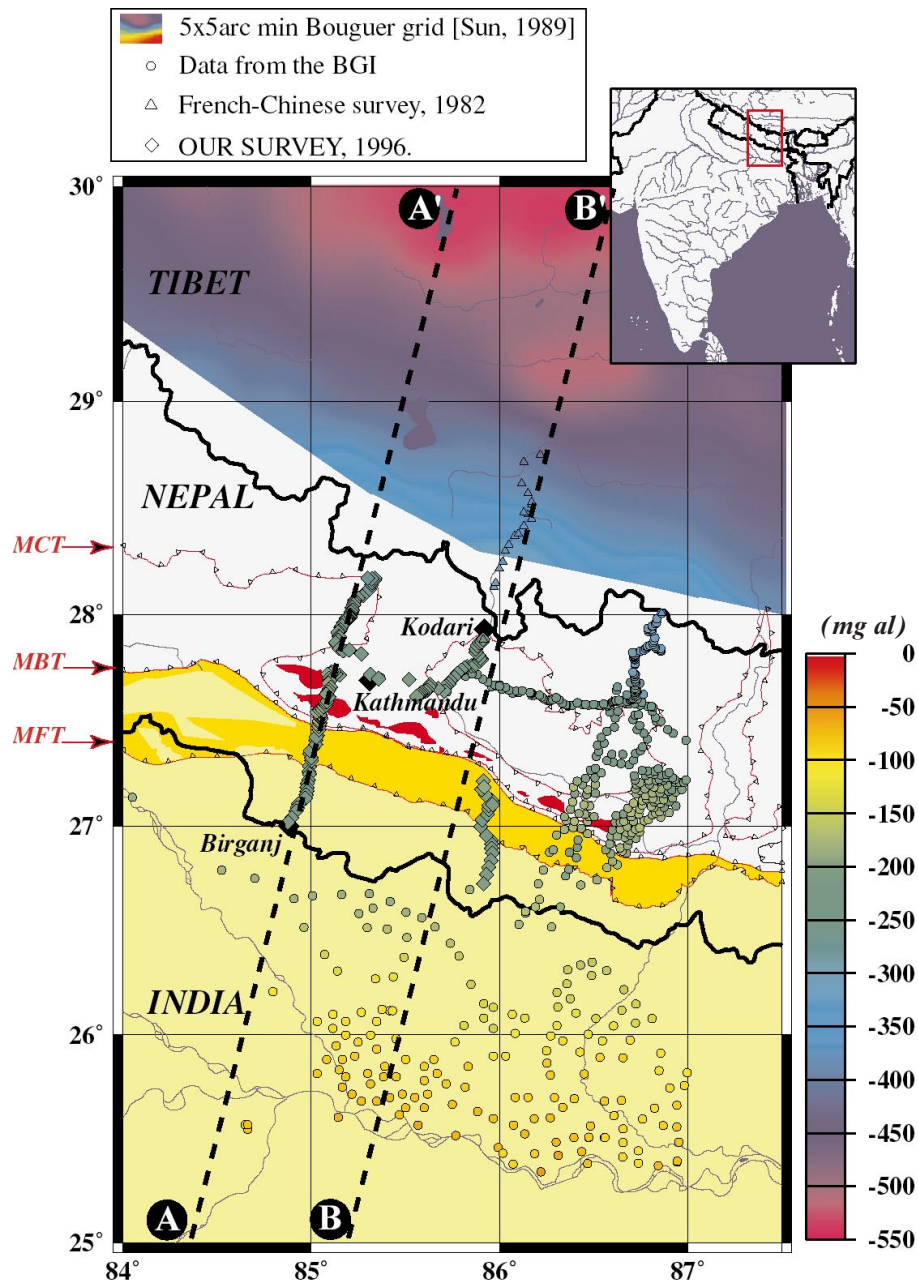 5x5arc min Bouguer grid [Sun, 1989]
Data from the BGI
French-Chinese survey, 1982
OUR SURVEY, 1996.
30°
A'
B'
TIBET
29°
NEPAL
MCT
28°
Kodari
(mg al)
MBT
Kathmandu
MFT
27°
Birganj
INDIA
26°
A
B
25°
84°
85°
86°
87°
0
-50
-100
-150
-200
-250
-300
-350
-400
-450
-500
-550